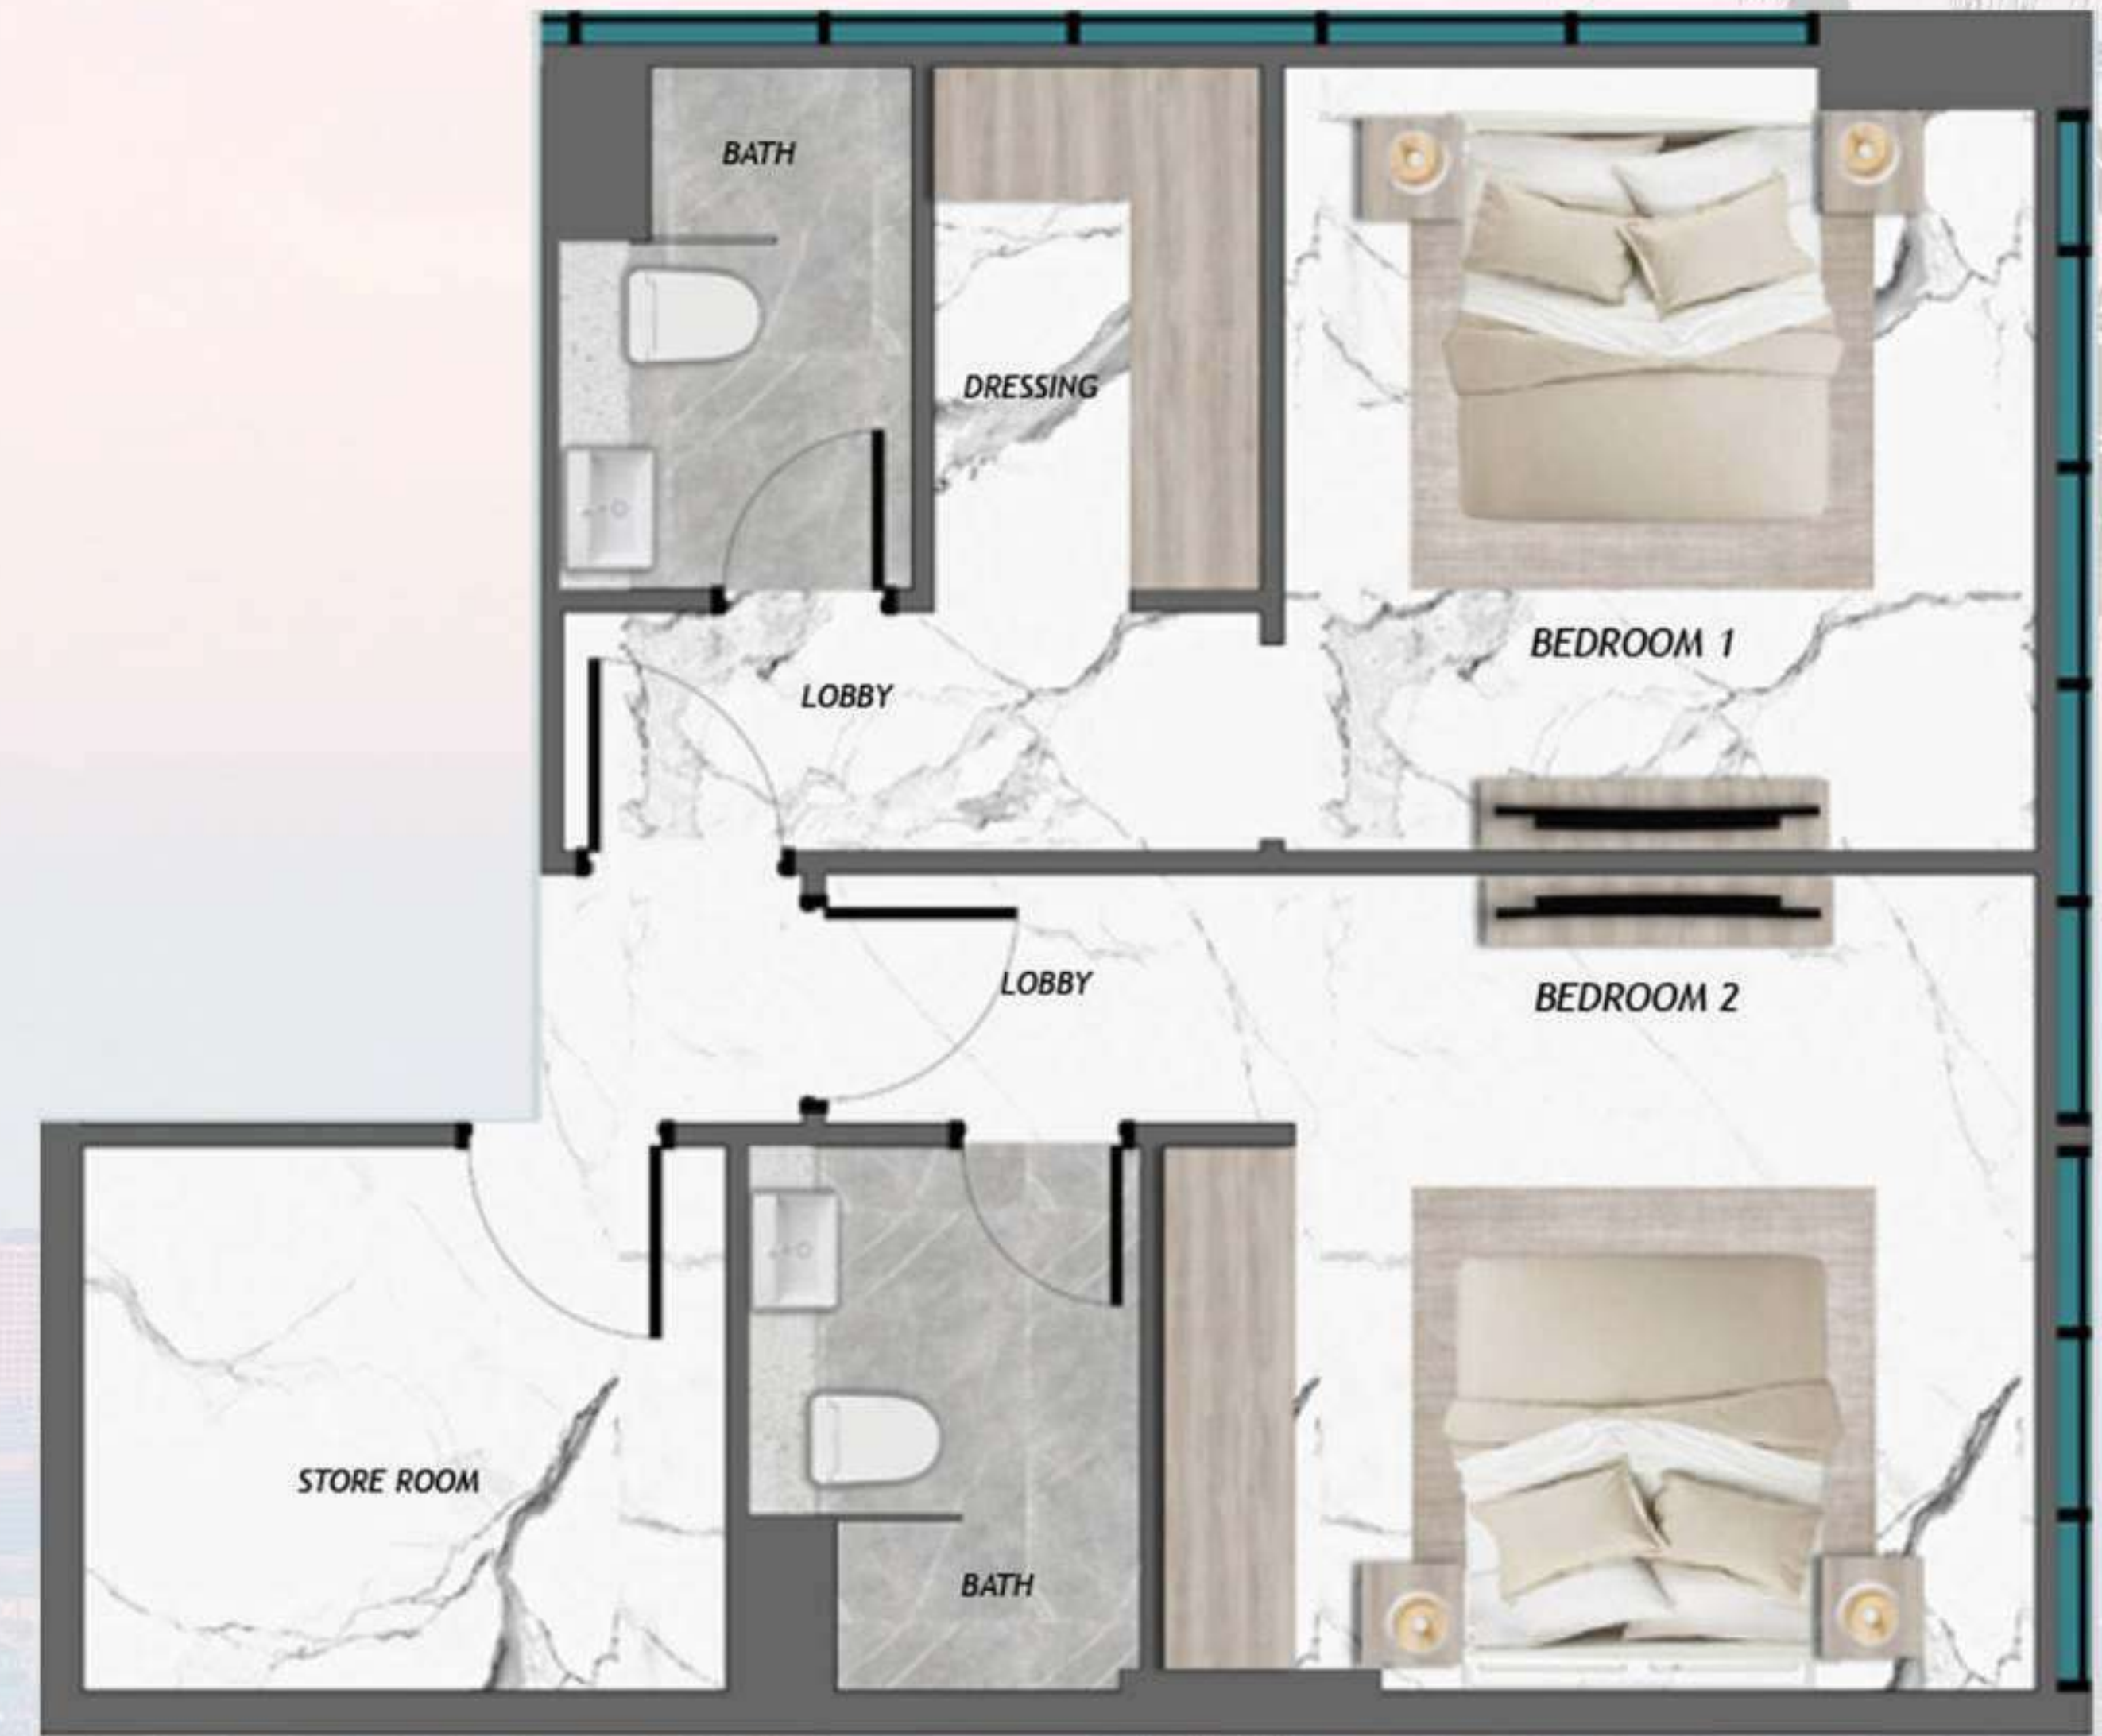 BATH
DRESSING
BEDROOM 1
LOBBY
LOBBY
BEDROOM 2
STORE ROOM
BATH